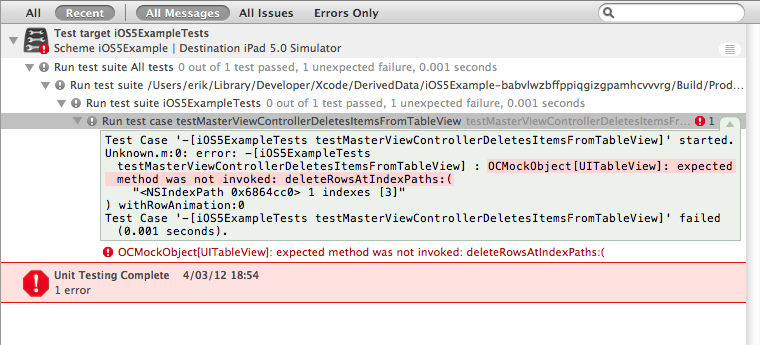 All Recent All Messages All Issues Errors Only
Test target iOS5ExampleTests
Scheme iOS5Example | Destination iPad 5.0 Simulator
Run test suite All tests 0 out of 1 test passed, 1 unexpected failure, 0.001 seconds
Run test suite /Users/erik/Library/Developer/Xcode/DerivedData/iOS5Example-babvlwzbffppiqgizgpamhcvvvrg/Build/Prod...
Run test suite iOS5ExampleTests 0 out of 1 test passed, 1 unexpected failure, 0.001 seconds
Run test case testMasterViewControllerDeletesItemsFromTableView testMasterViewControllerDeletesItemsFr... 1
Test Case '-[iOS5ExampleTests testMasterViewControllerDeletesItemsFromTableView]' started.
Unknown.m:0: error: -[iOS5ExampleTests
testMasterViewControllerDeletesItemsFromTableView] : OCMockObject[UITableView]: expected
method was not invoked: deleteRowsAtIndexPaths:(
"<NSIndexPath 0x6864cc0> 1 indexes [3]"
) withRowAnimation:0
Test Case '-[iOS5ExampleTests testMasterViewControllerDeletesItemsFromTableView]' failed
(0.001 seconds).
OCMockObject[UITableView]: expected method was not invoked: deleteRowsAtIndexPaths:(
Unit Testing Complete 4/03/12 18:54
1 error